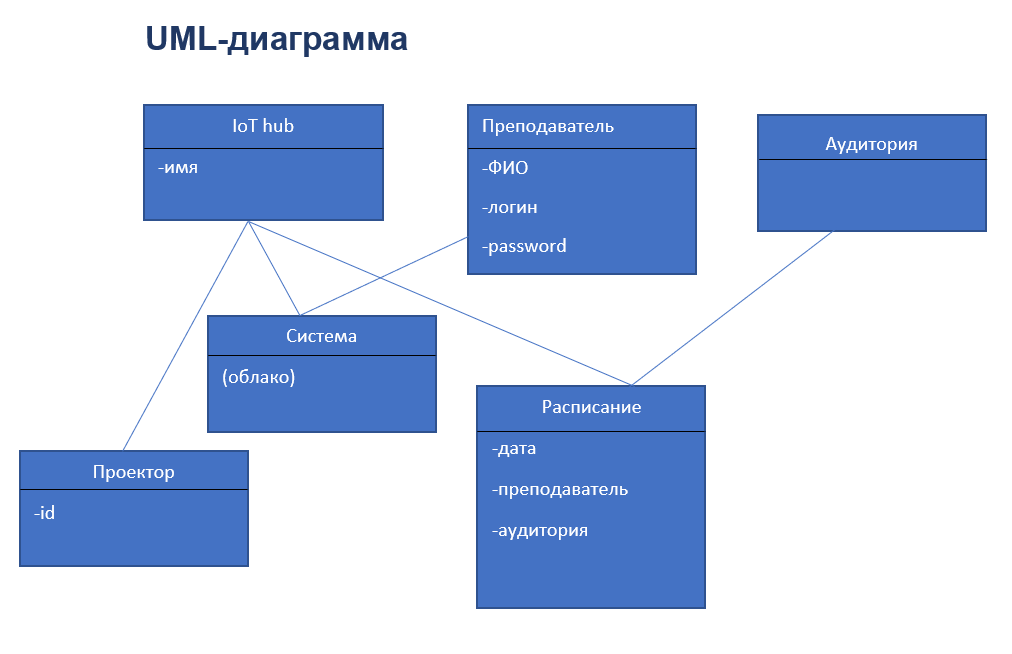 UML-диаграмма
IoT hub
-имя
Преподаватель
-ФИО
-логин
-password
Аудитория
Система
(облако)
Расписание
-дата
-преподаватель
-аудитория
Проектор
-id